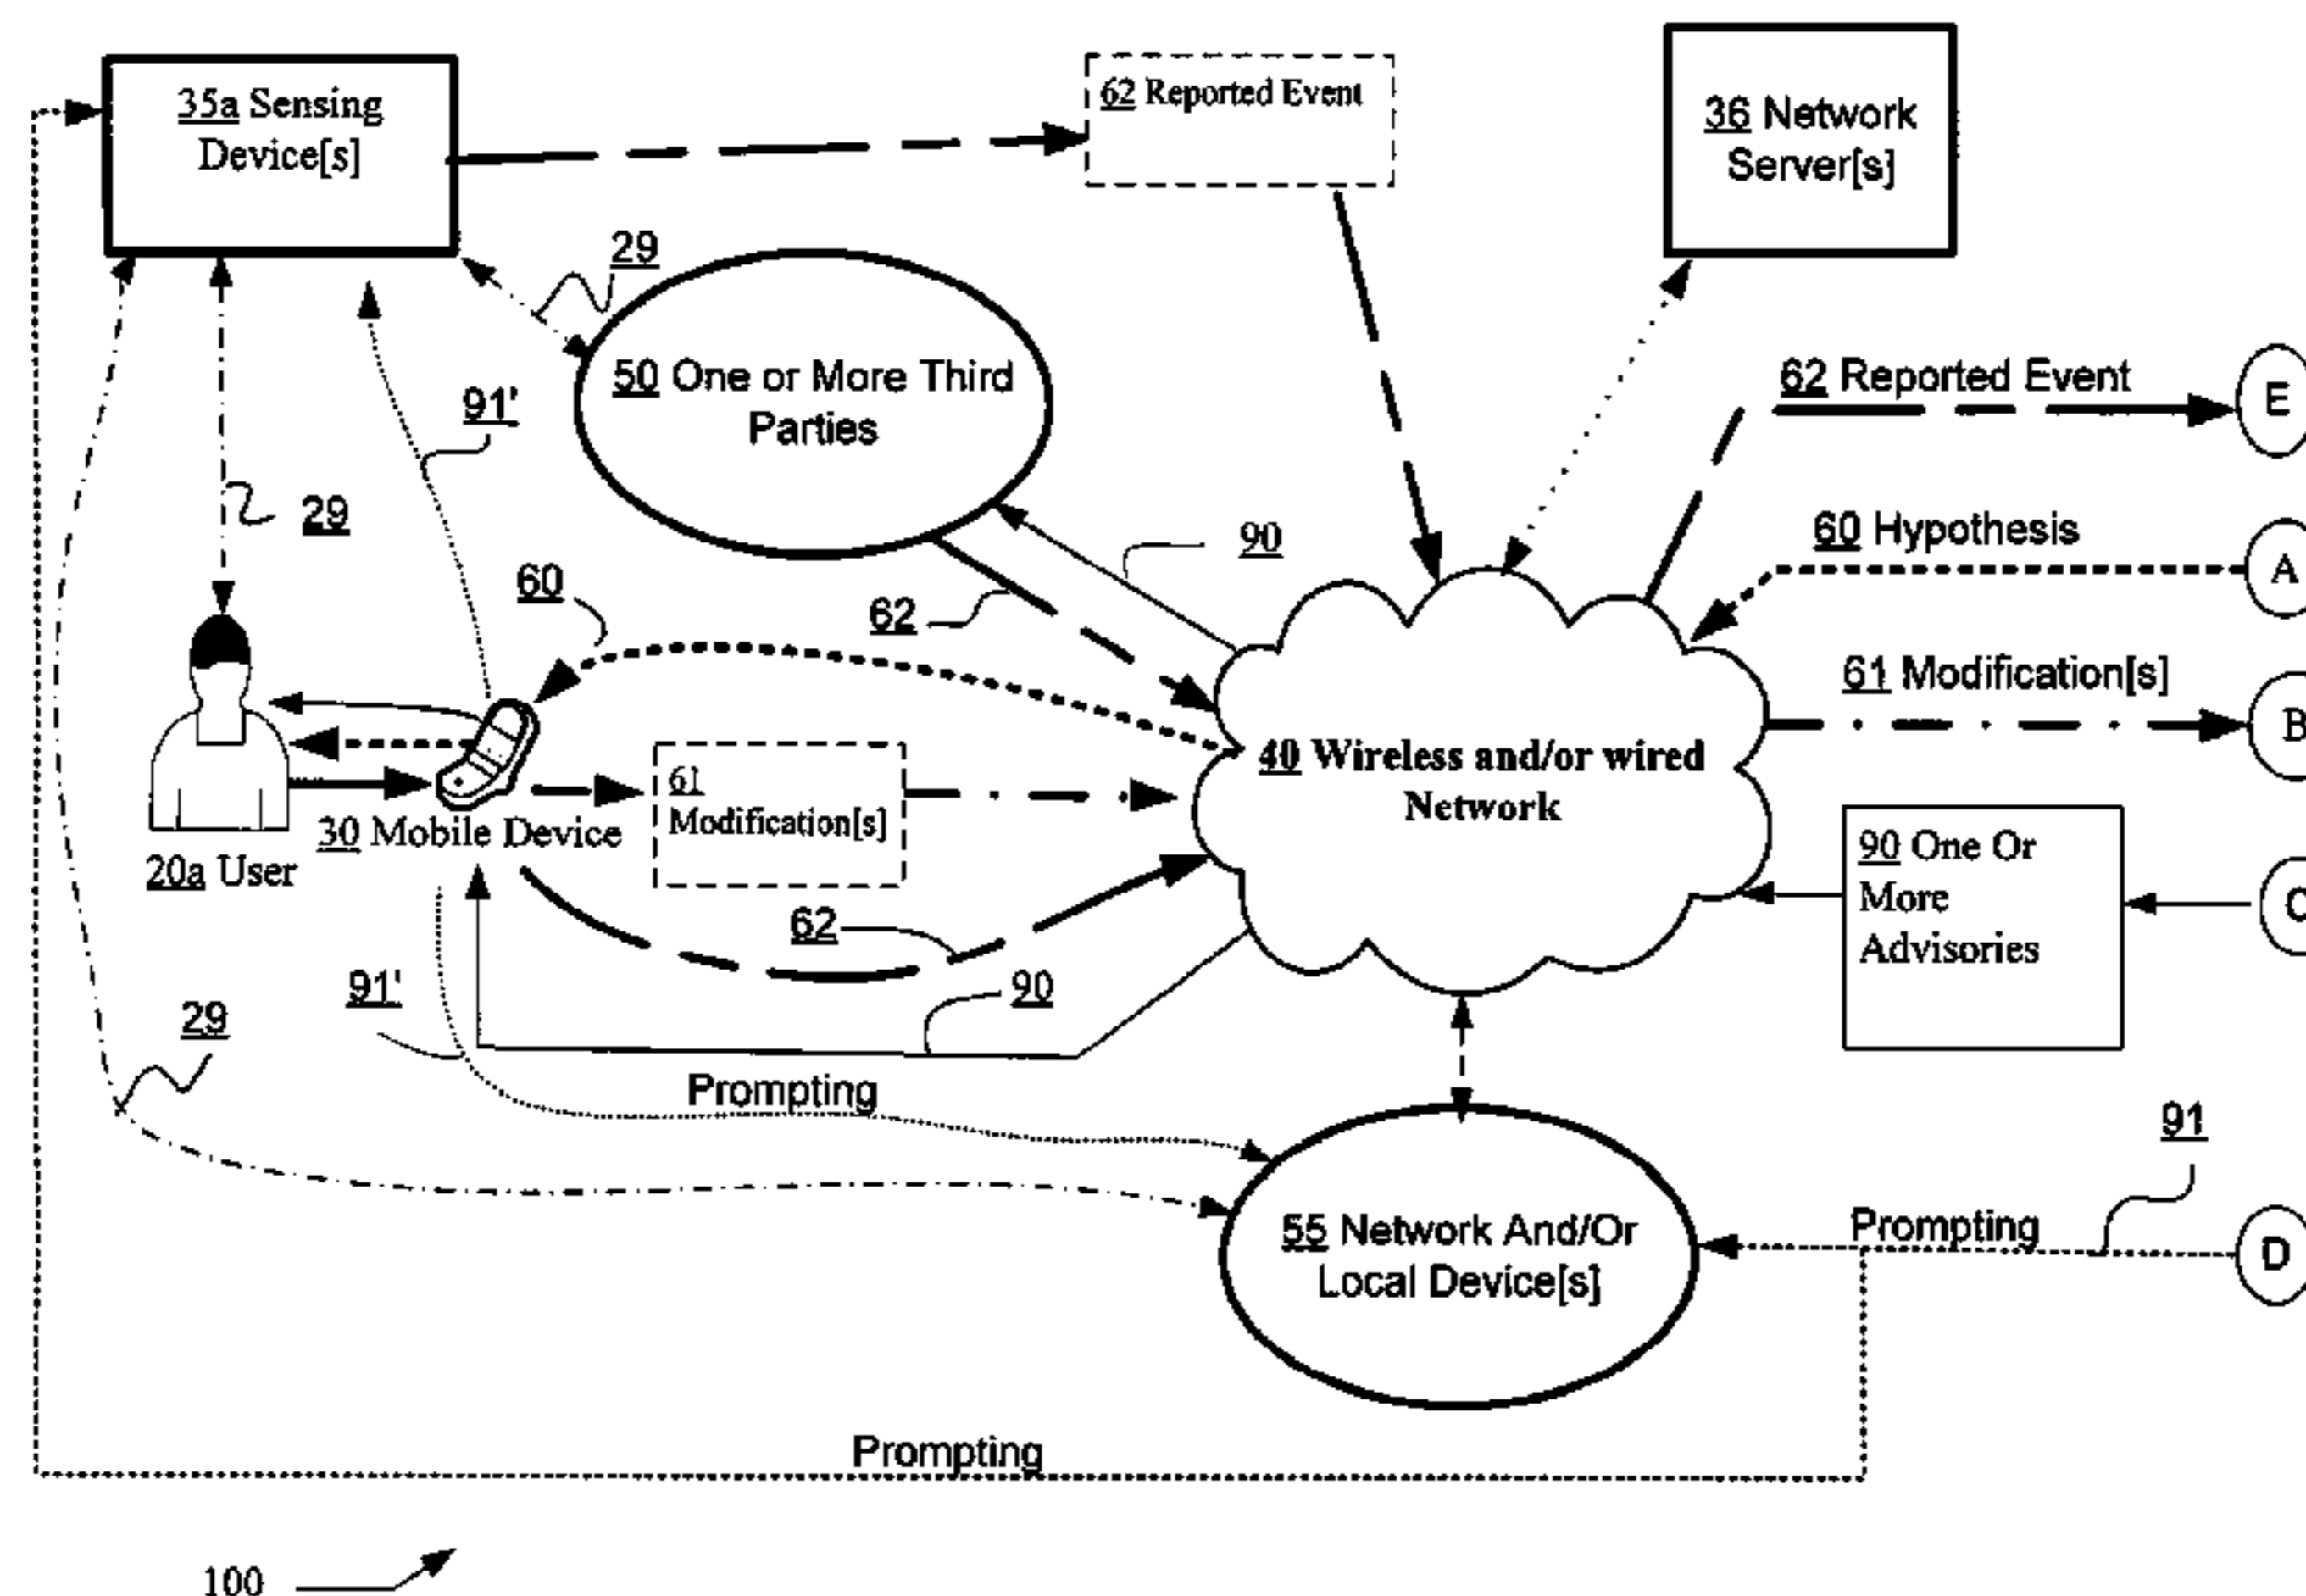 35a Sensing
Device[s]
62 Reported Event
36 Network
Server[s]
29
50 One or More Third
Parties
91'
62 Reported Event
E
29
90
60 Hypothesis
A
60
62
61 Modification[s]
B
40 Wireless and/or wired
Network
61
Modification[s]
30 Mobile Device
20a User
90 One Or
More
Advisories
C
62
91'
90
29
Prompting
91
55 Network And/Or
Local Device[s]
Prompting
D
Prompting
100